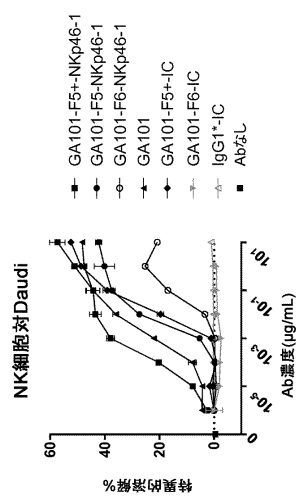 NK細胞対Daudi
特異的溶解%
60
40
20
0
0
10-5
10-3
10-1
101
Ab濃度(µg/mL)
GA101-F5+-NKp46-1
GA101-F5-NKp46-1
GA101-F6-NKp46-1
GA101
GA101-F5+-IC
GA101-F6-IC
IgG1*-IC
Abなし